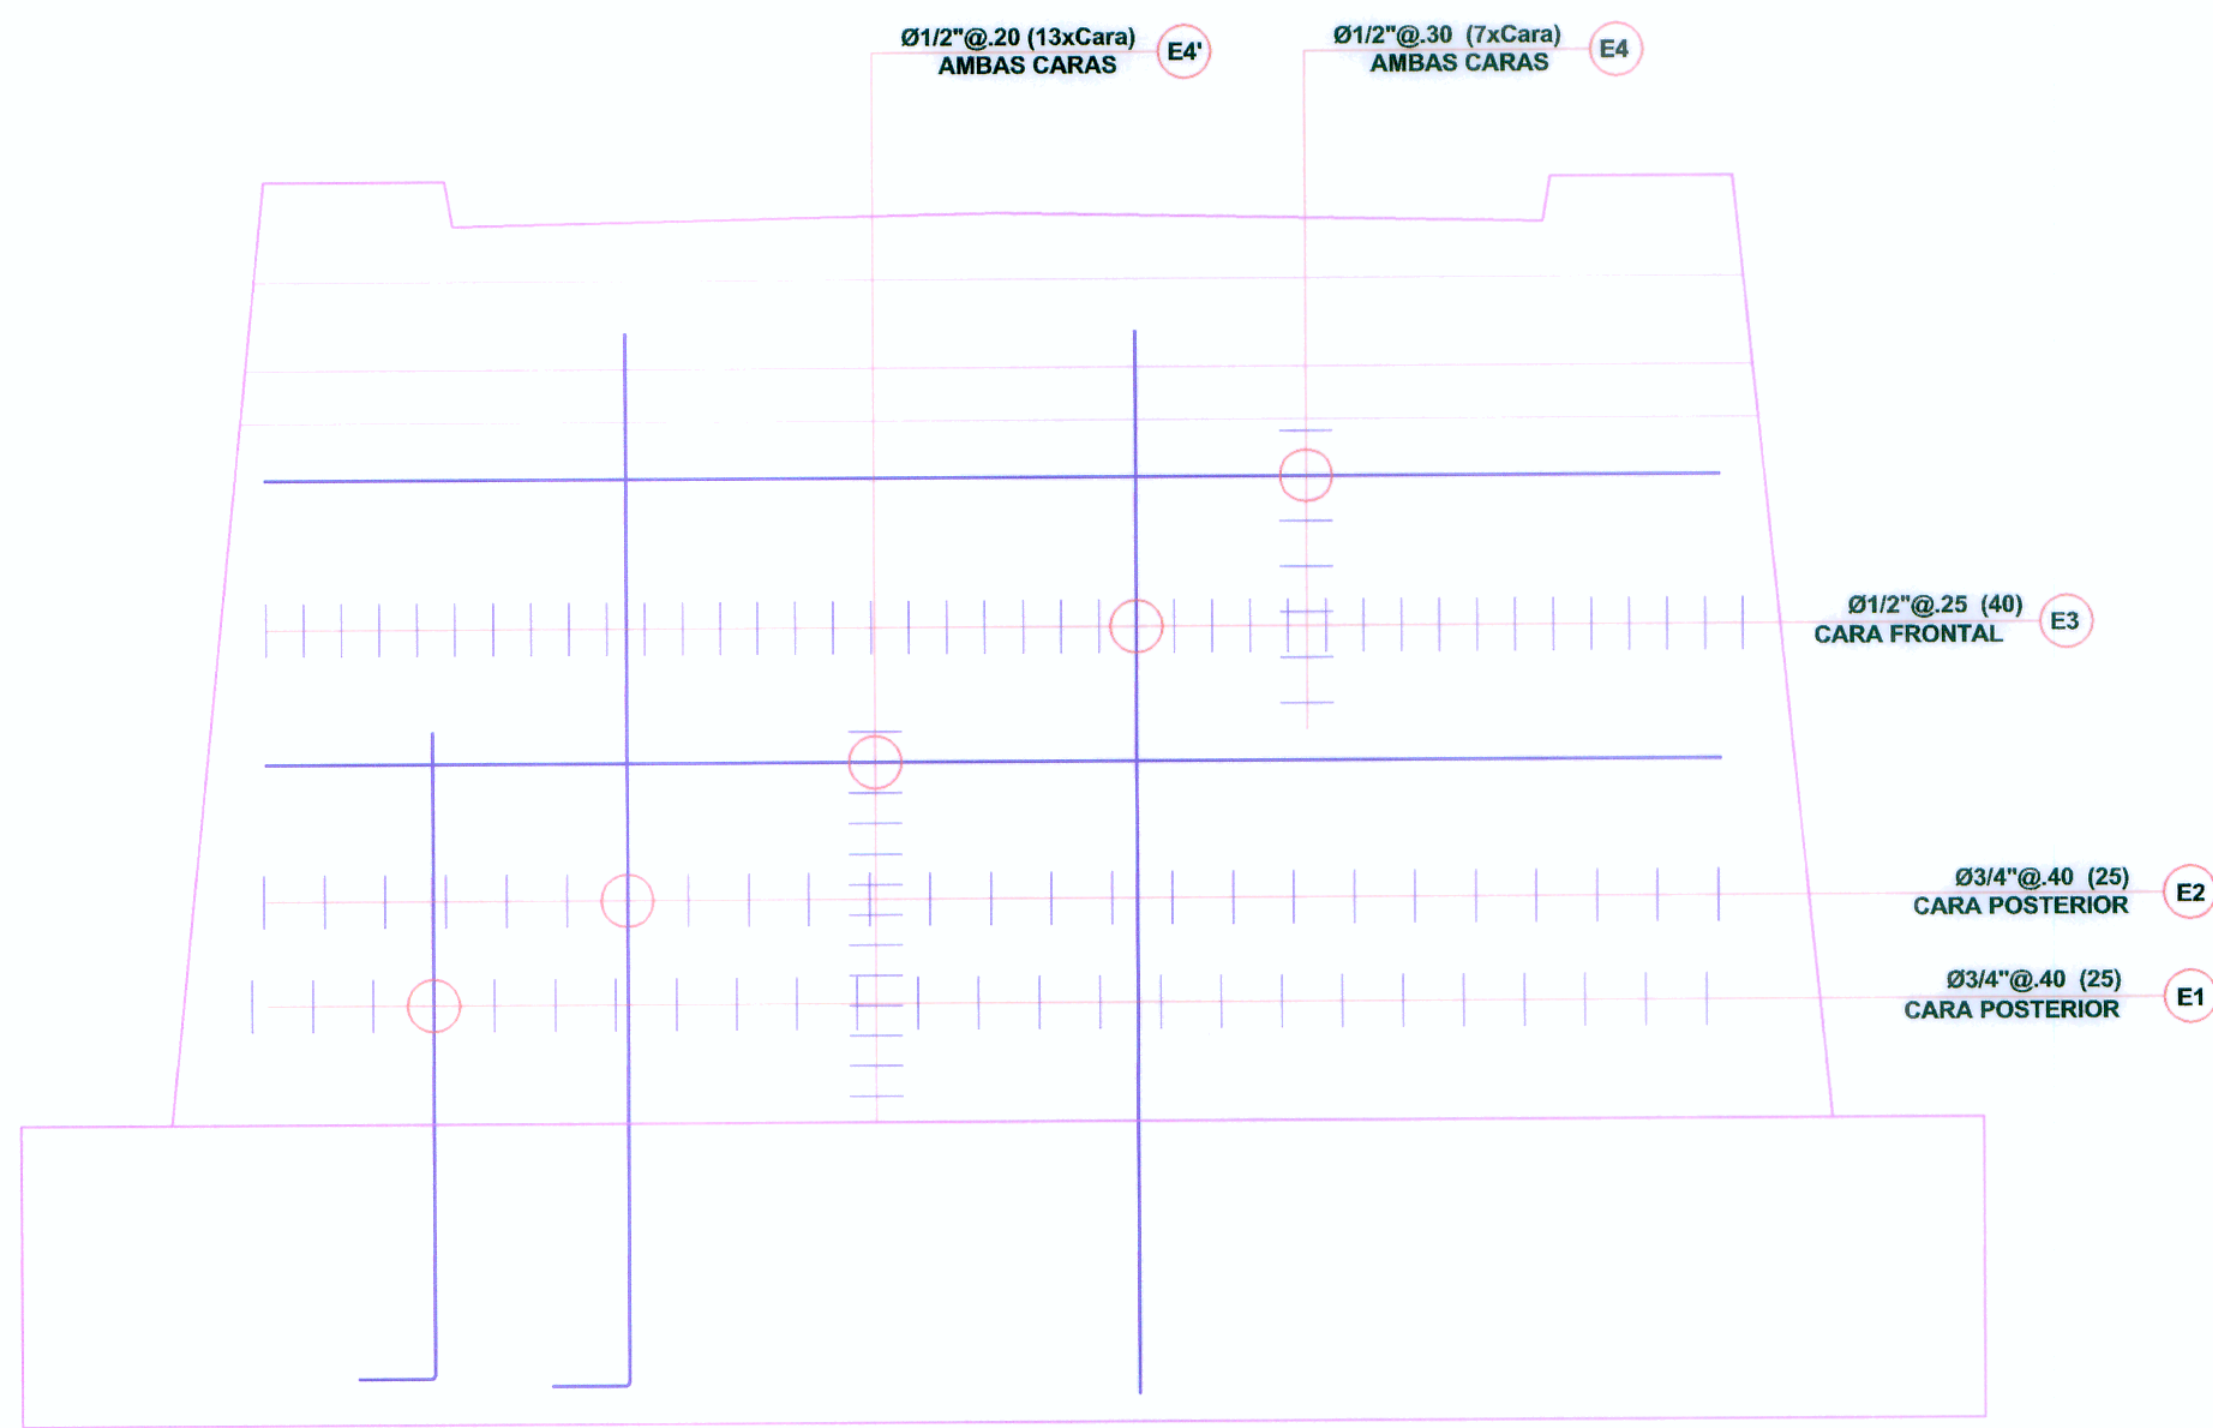 Ø1/2"@.20 (13xCara)
AMBAS CARAS
E4'
Ø1/2"@.30 (7xCara)
AMBAS CARAS
E4
Ø1/2"@.25 (40)
CARA FRONTAL
E3
Ø3/4"@.40 (25)
CARA POSTERIOR
E2
Ø3/4"@.40 (25)
CARA POSTERIOR
E1